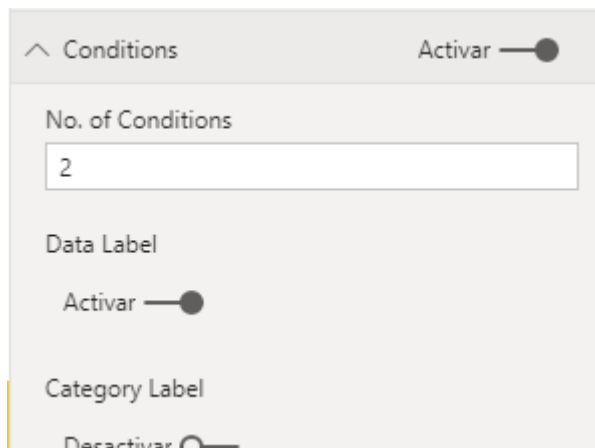 Conditions Activar
No. of Conditions
2
Data Label
Activar
Category Label
Desactivar